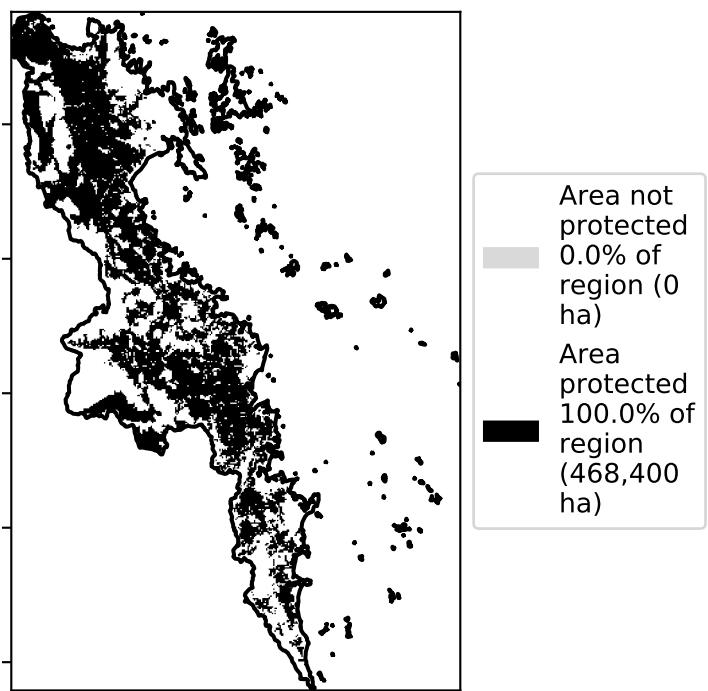 Area not
protected
0.0% of
region (0
ha)
Area
protected
100.0% of
region
(468,400
ha)